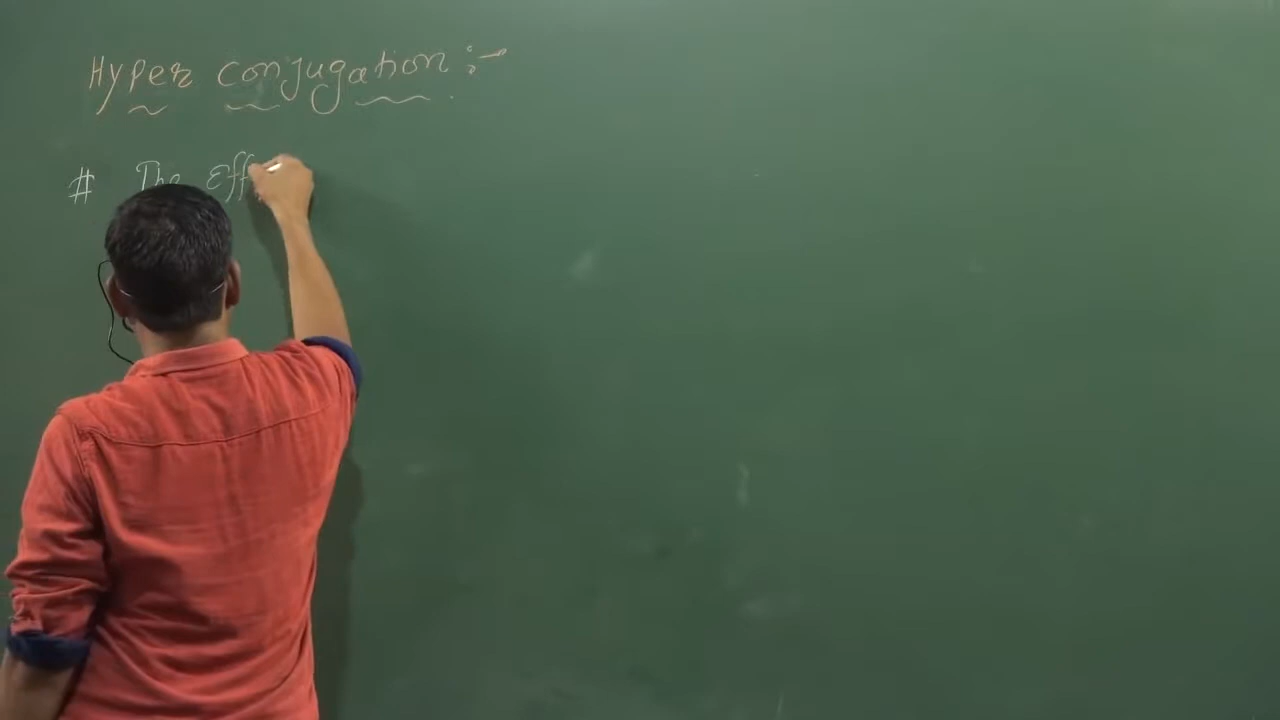 Hyper conjugation :-
# The Eff